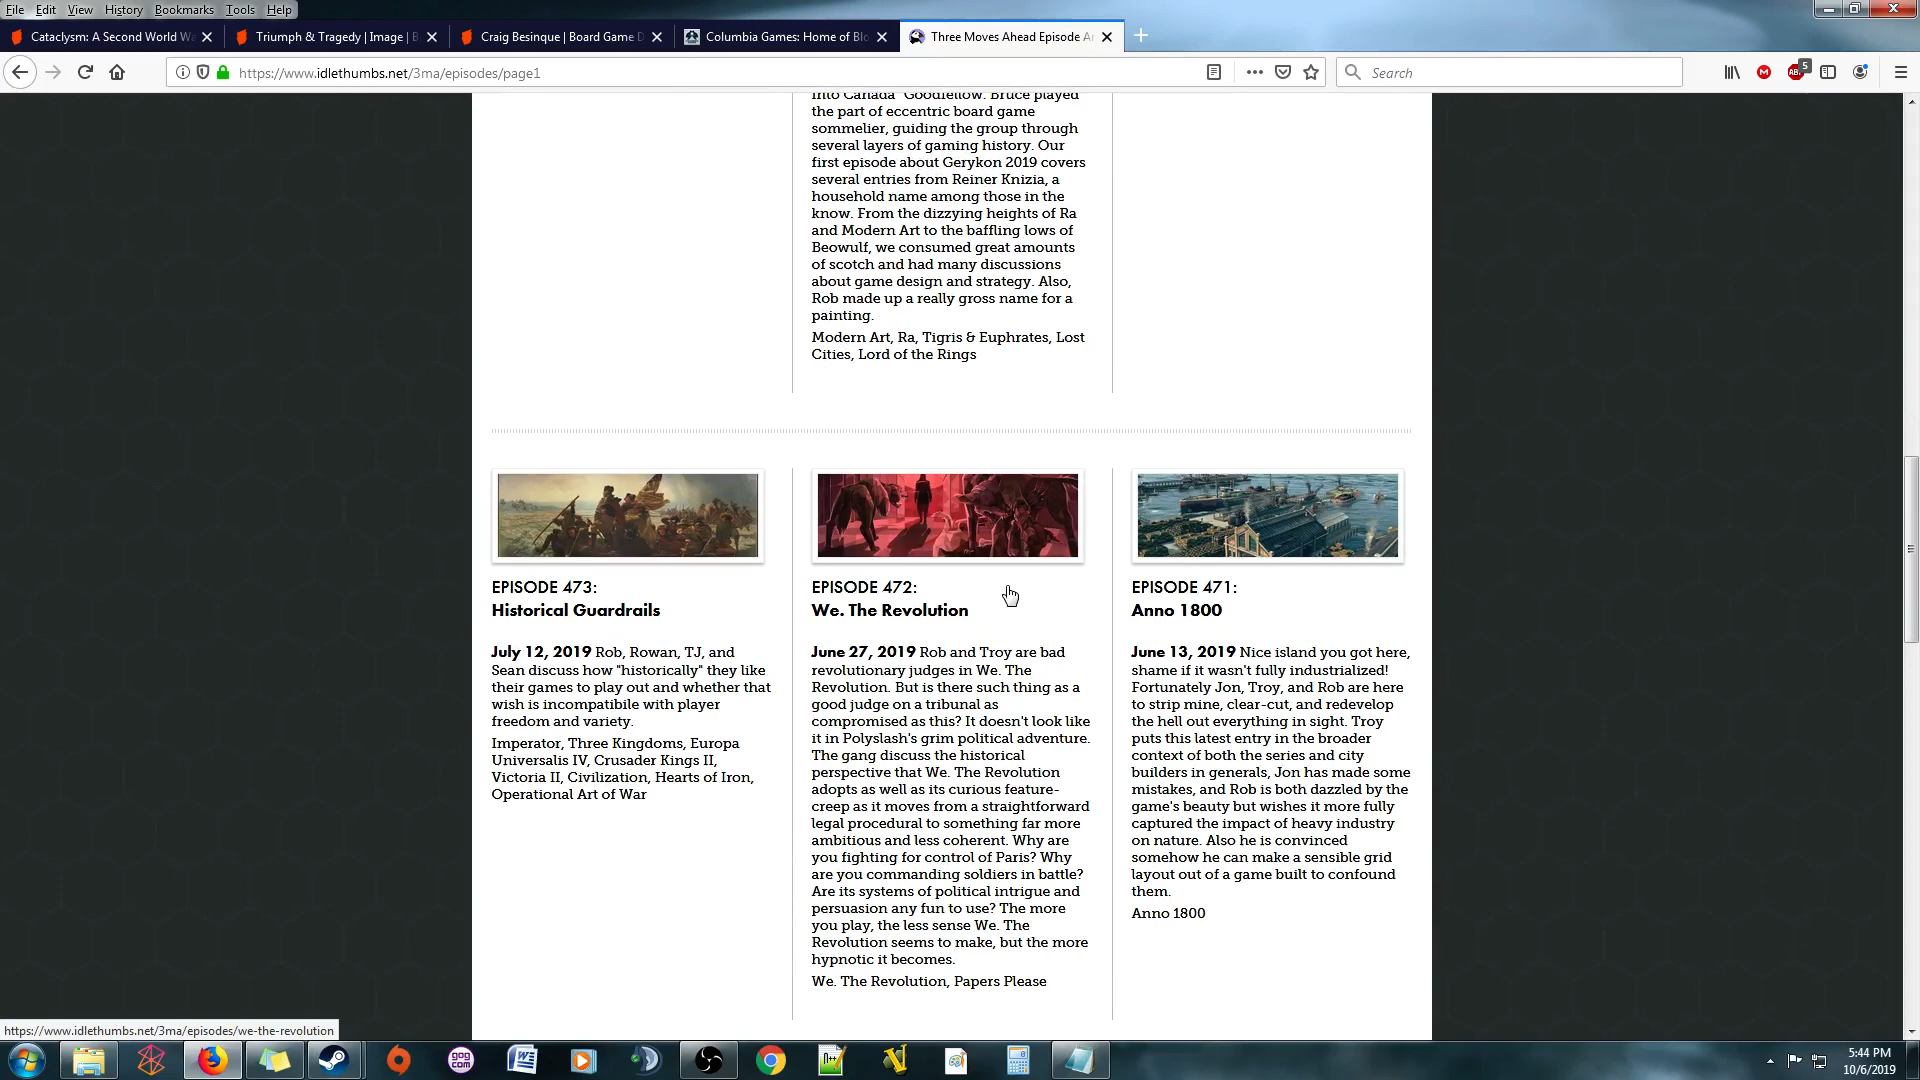 File Edit View History Bookmarks Tools Help
Cataclysm: A Second World Wa
Triumph & Tragedy | Image | B
Craig Besinque | Board Game D
Columbia Games: Home of Blo
Three Moves Ahead Episode Ar
https://www.idlethumbs.net/3ma/episodes/page1
Search
5
into Canada" Goodfellow. Bruce played
the part of eccentric board game
sommelier, guiding the group through
several layers of gaming history. Our
first episode about Gerykon 2019 covers
several entries from Reiner Knizia, a
household name among those in the
know. From the dizzying heights of Ra
and Modern Art to the baffling lows of
Beowulf, we consumed great amounts
of scotch and had many discussions
about game design and strategy. Also,
Rob made up a really gross name for a
painting.
Modern Art, Ra, Tigris & Euphrates, Lost
Cities, Lord of the Rings
EPISODE 473:
Historical Guardrails
July 12, 2019 Rob, Rowan, TJ, and
Sean discuss how "historically" they like
their games to play out and whether that
wish is incompatible with player
freedom and variety.
Imperator, Three Kingdoms, Europa
Universalis IV, Crusader Kings II,
Victoria II, Civilization, Hearts of Iron,
Operational Art of War
EPISODE 472:
We. The Revolution
June 27, 2019 Rob and Troy are bad
revolutionary judges in We. The
Revolution. But is there such thing as a
good judge on a tribunal as
compromised as this? It doesn't look like
it in Polyslash's grim political adventure.
The gang discuss the historical
perspective that We. The Revolution
adopts as well as its curious feature-
creep as it moves from a straightforward
legal procedural to something far more
ambitious and less coherent. Why are
you fighting for control of Paris? Why
are you commanding soldiers in battle?
Are its systems of political intrigue and
persuasion any fun to use? The more
you play, the less sense We. The
Revolution seems to make, but the more
hypnotic it becomes.
We. The Revolution, Papers Please
EPISODE 471:
Anno 1800
June 13, 2019 Nice island you got here,
shame if it wasn't fully industrialized!
Fortunately Jon, Troy, and Rob are here
to strip mine, clear-cut, and redevelop
the hell out everything in sight. Troy
puts this latest entry in the broader
context of both the series and city
builders in generals, Jon has made some
mistakes, and Rob is both dazzled by the
game's beauty but wishes it more fully
captured the impact of heavy industry
on nature. Also he is convinced
somehow he can make a sensible grid
layout out of a game built to confound
them.
Anno 1800
https://www.idlethumbs.net/3ma/episodes/we-the-revolution
gog
com
5:44 PM
10/6/2019